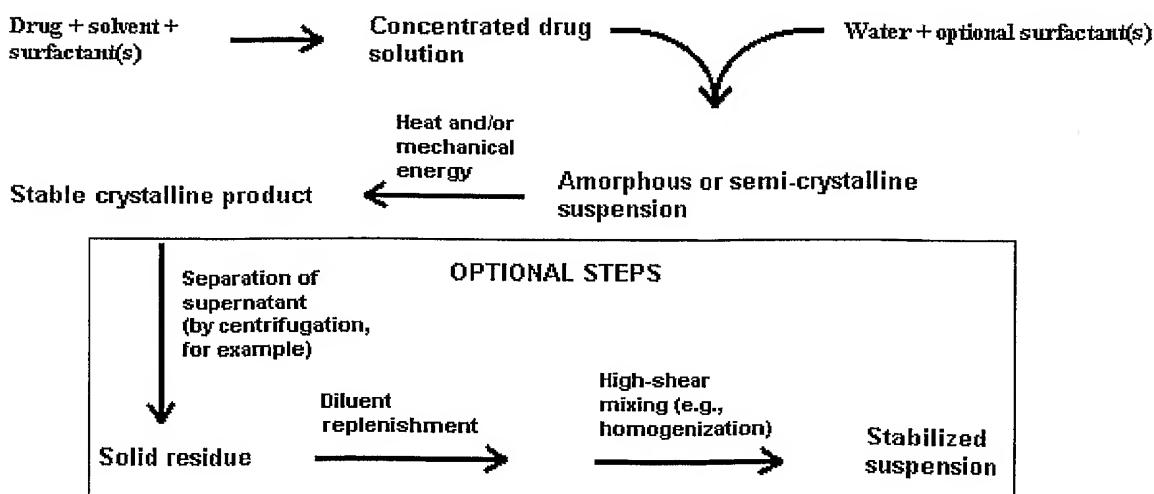 Drug + solvent +
surfactant(s)
Concentrated drug
solution
Water + optional surfactant(s)
Heat and/or
mechanical
energy
Stable crystalline product
Amorphous or semi-crystalline
suspension
OPTIONAL STEPS
Separation of
supernatant
(by centrifugation,
for example)
Diluent
replenishment
High-shear
mixing (e.g.,
homogenization)
Solid residue
Stabilized
suspension